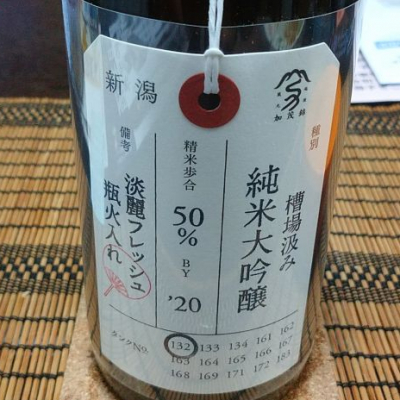 新潟
加茂錦
種別
槽場汲み
純米大吟醸
精米歩合
50%
BY
'20
備考
淡麗フレッシュ
瓶火入れ
タンクNo.
132 133 134 161 162
163 164 165 166 167
168 169 171 172 183